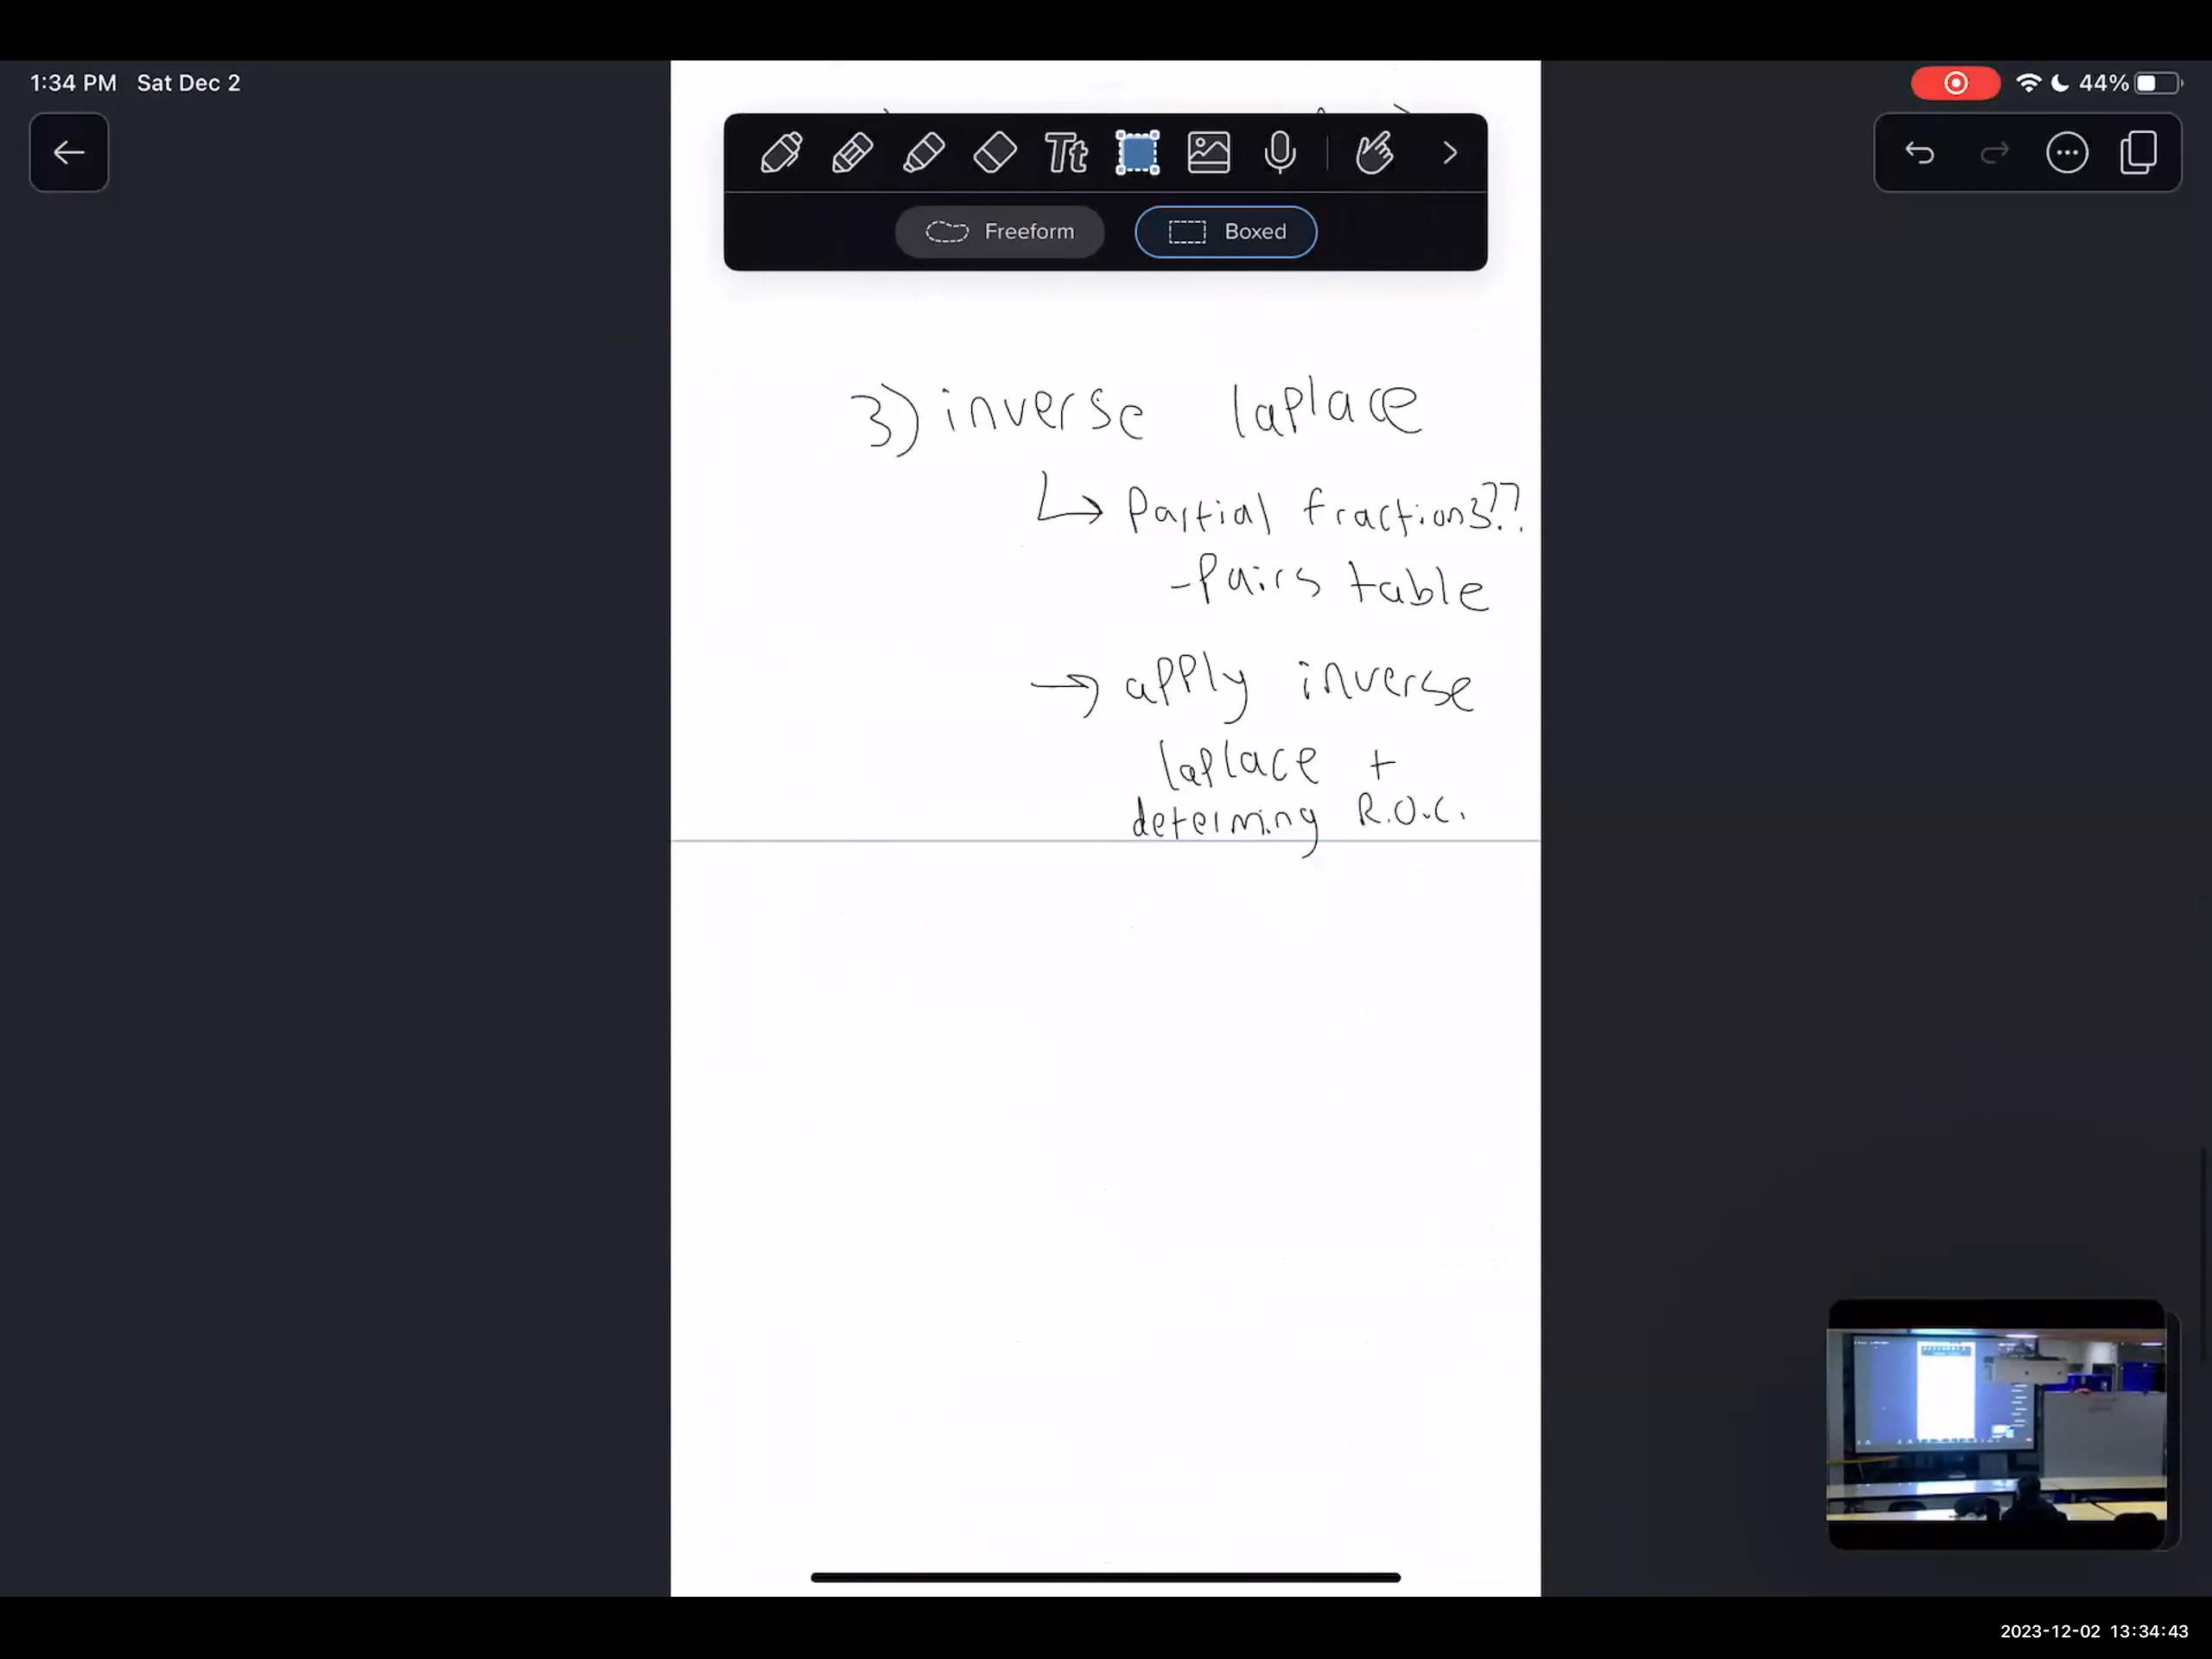 1:34 PM Sat Dec 2
44%
Tt
Freeform Boxed
3) inverse laplace
↳ Partial fractions??
- Pairs table
→ apply inverse
laplace +
determing R.O.C.
2023-12-02 13:34:43